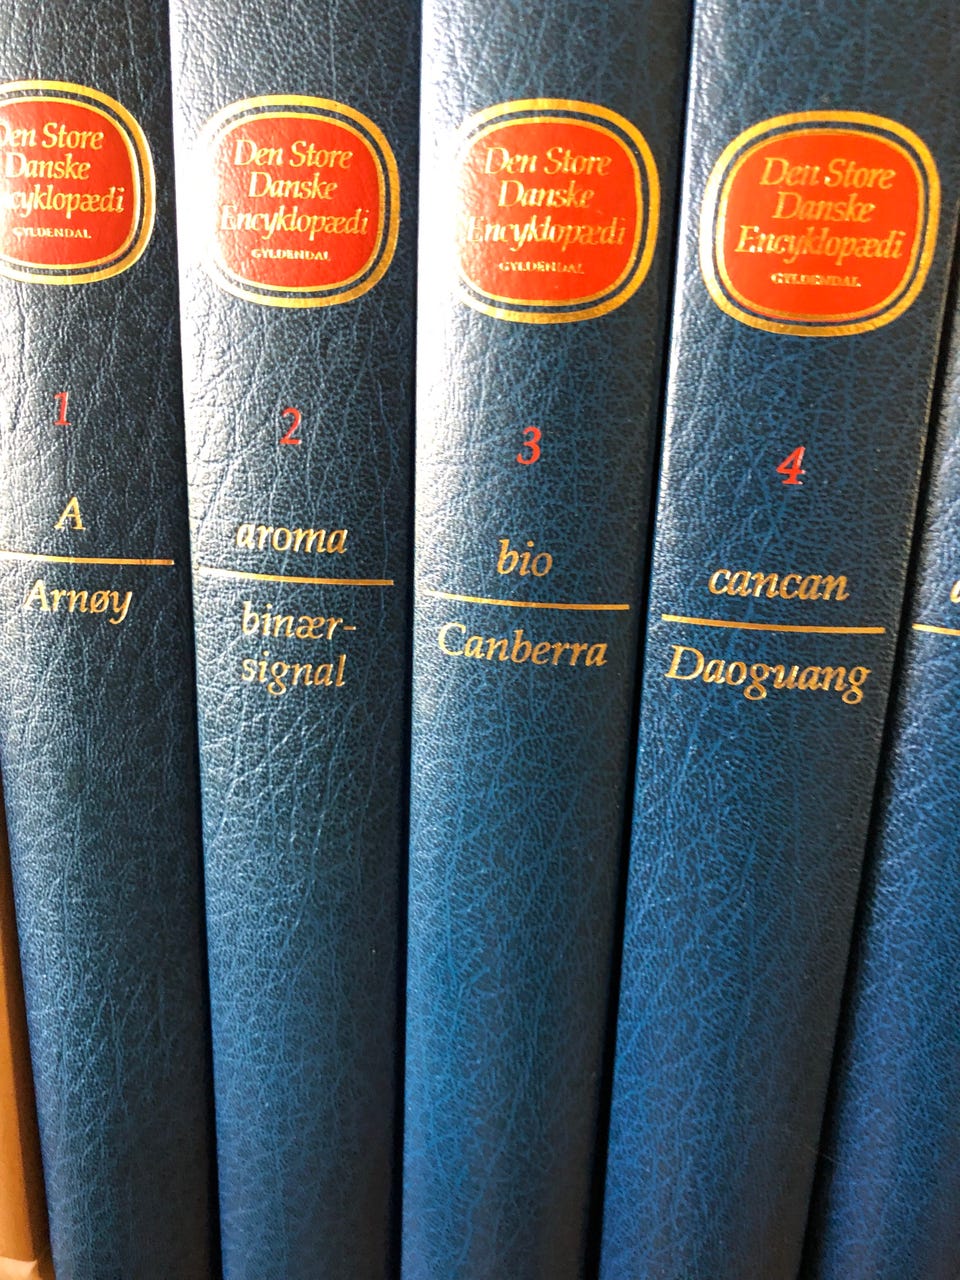 Den Store
Danske
Encyklopædi
GYLDENDAL
1
A
Arnøy
Den Store
Danske
Encyklopædi
GYLDENDAL
2
aroma
binær-
signal
Den Store
Danske
Encyklopædi
GYLDENDAL
3
bio
Canberra
Den Store
Danske
Encyklopædi
GYLDENDAL
4
cancan
Daoguang